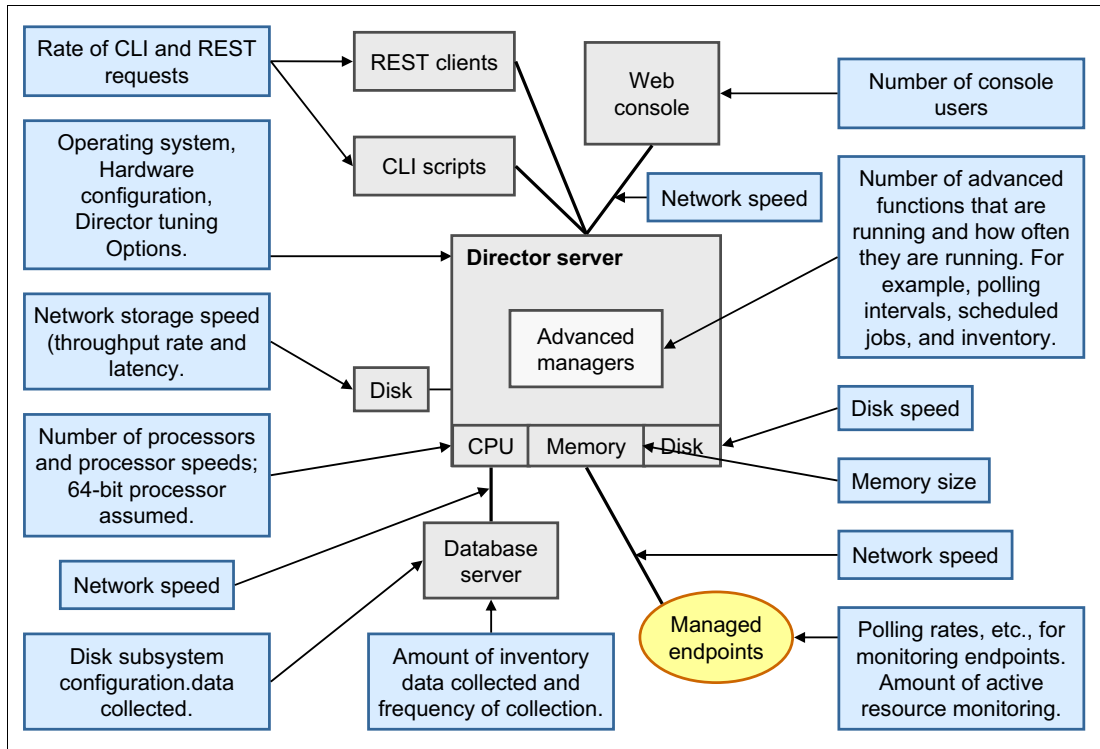 Rate of CLI and REST
requests
REST clients
Web
console
Number of console
users
Operating system,
Hardware
configuration,
Director tuning
Options.
CLI scripts
Network speed
Number of advanced
functions that are
running and how often
they are running. For
example, polling
intervals, scheduled
jobs, and inventory.
Director server
Advanced
managers
Network storage speed
(throughput rate and
latency.
Disk
Disk speed
Number of processors
and processor speeds;
64-bit processor
assumed.
CPU
Memory
Disk
Memory size
Network speed
Database
server
Network speed
Managed
endpoints
Disk subsystem
configuration.data
collected.
Amount of inventory
data collected and
frequency of collection.
Polling rates, etc., for
monitoring endpoints.
Amount of active
resource monitoring.